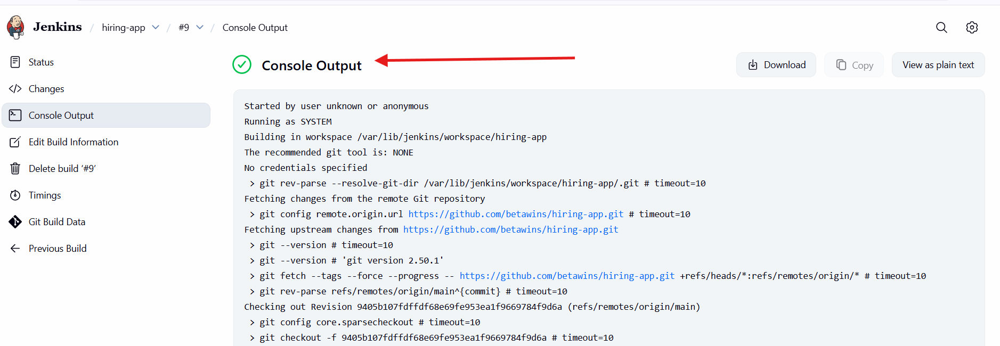 Jenkins / hiring-app / #9 / Console Output
Status
Changes
Console Output
Edit Build Information
Delete build ‘#9’
Timings
Git Build Data
Previous Build
Console Output
Download
Copy
View as plain text
Started by user unknown or anonymous
Running as SYSTEM
Building in workspace /var/lib/jenkins/workspace/hiring-app
The recommended git tool is: NONE
No credentials specified
 > git rev-parse --resolve-git-dir /var/lib/jenkins/workspace/hiring-app/.git # timeout=10
Fetching changes from the remote Git repository
 > git config remote.origin.url https://github.com/betawins/hiring-app.git # timeout=10
Fetching upstream changes from https://github.com/betawins/hiring-app.git
 > git --version # timeout=10
 > git --version # 'git version 2.50.1'
 > git fetch --tags --force --progress -- https://github.com/betawins/hiring-app.git +refs/heads/*:refs/remotes/origin/* # timeout=10
 > git rev-parse refs/remotes/origin/main^{commit} # timeout=10
Checking out Revision 9405b107fdffdf68e69fe953ea1f9669784f9d6a (refs/remotes/origin/main)
 > git config core.sparsecheckout # timeout=10
 > git checkout -f 9405b107fdffdf68e69fe953ea1f9669784f9d6a # timeout=10